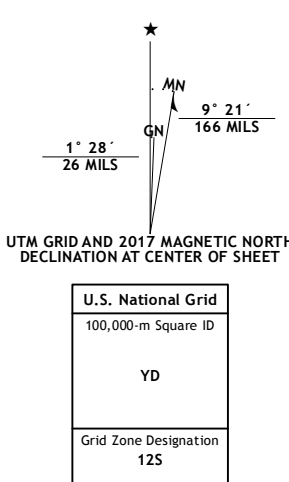 ★
MN
GN
9° 21´
166 MILS
1° 28´
26 MILS
UTM GRID AND 2017 MAGNETIC NORTH
DECLINATION AT CENTER OF SHEET
U.S. National Grid
100,000-m Square ID
YD
Grid Zone Designation
12S